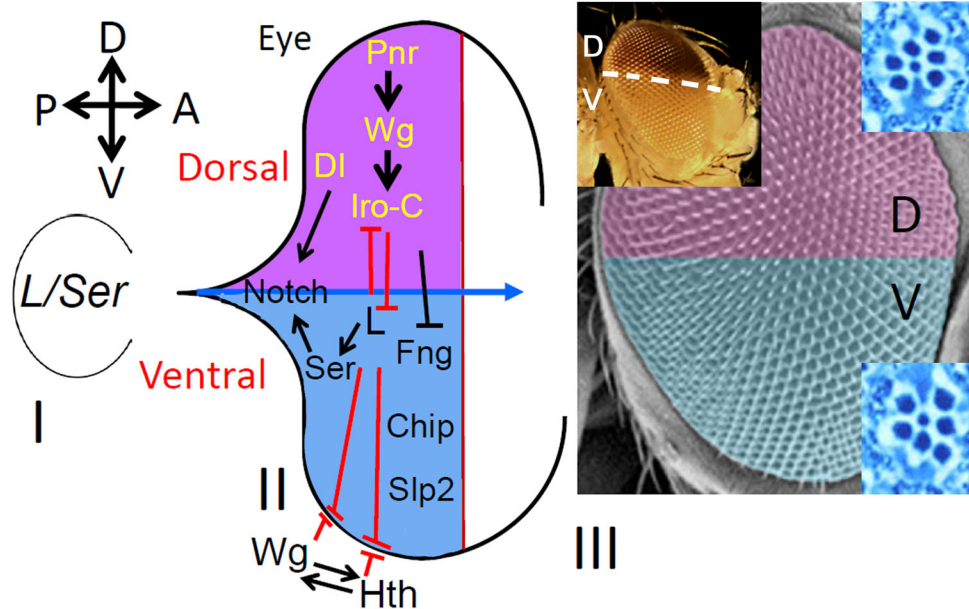 D
P A
V
L/Ser
I
Eye
Dorsal
Pnr
Wg
Dl
Iro-C
Notch
L
Ser
Fng
Ventral
Chip
Slp2
II
Wg
Hth
D
V
D
V
III